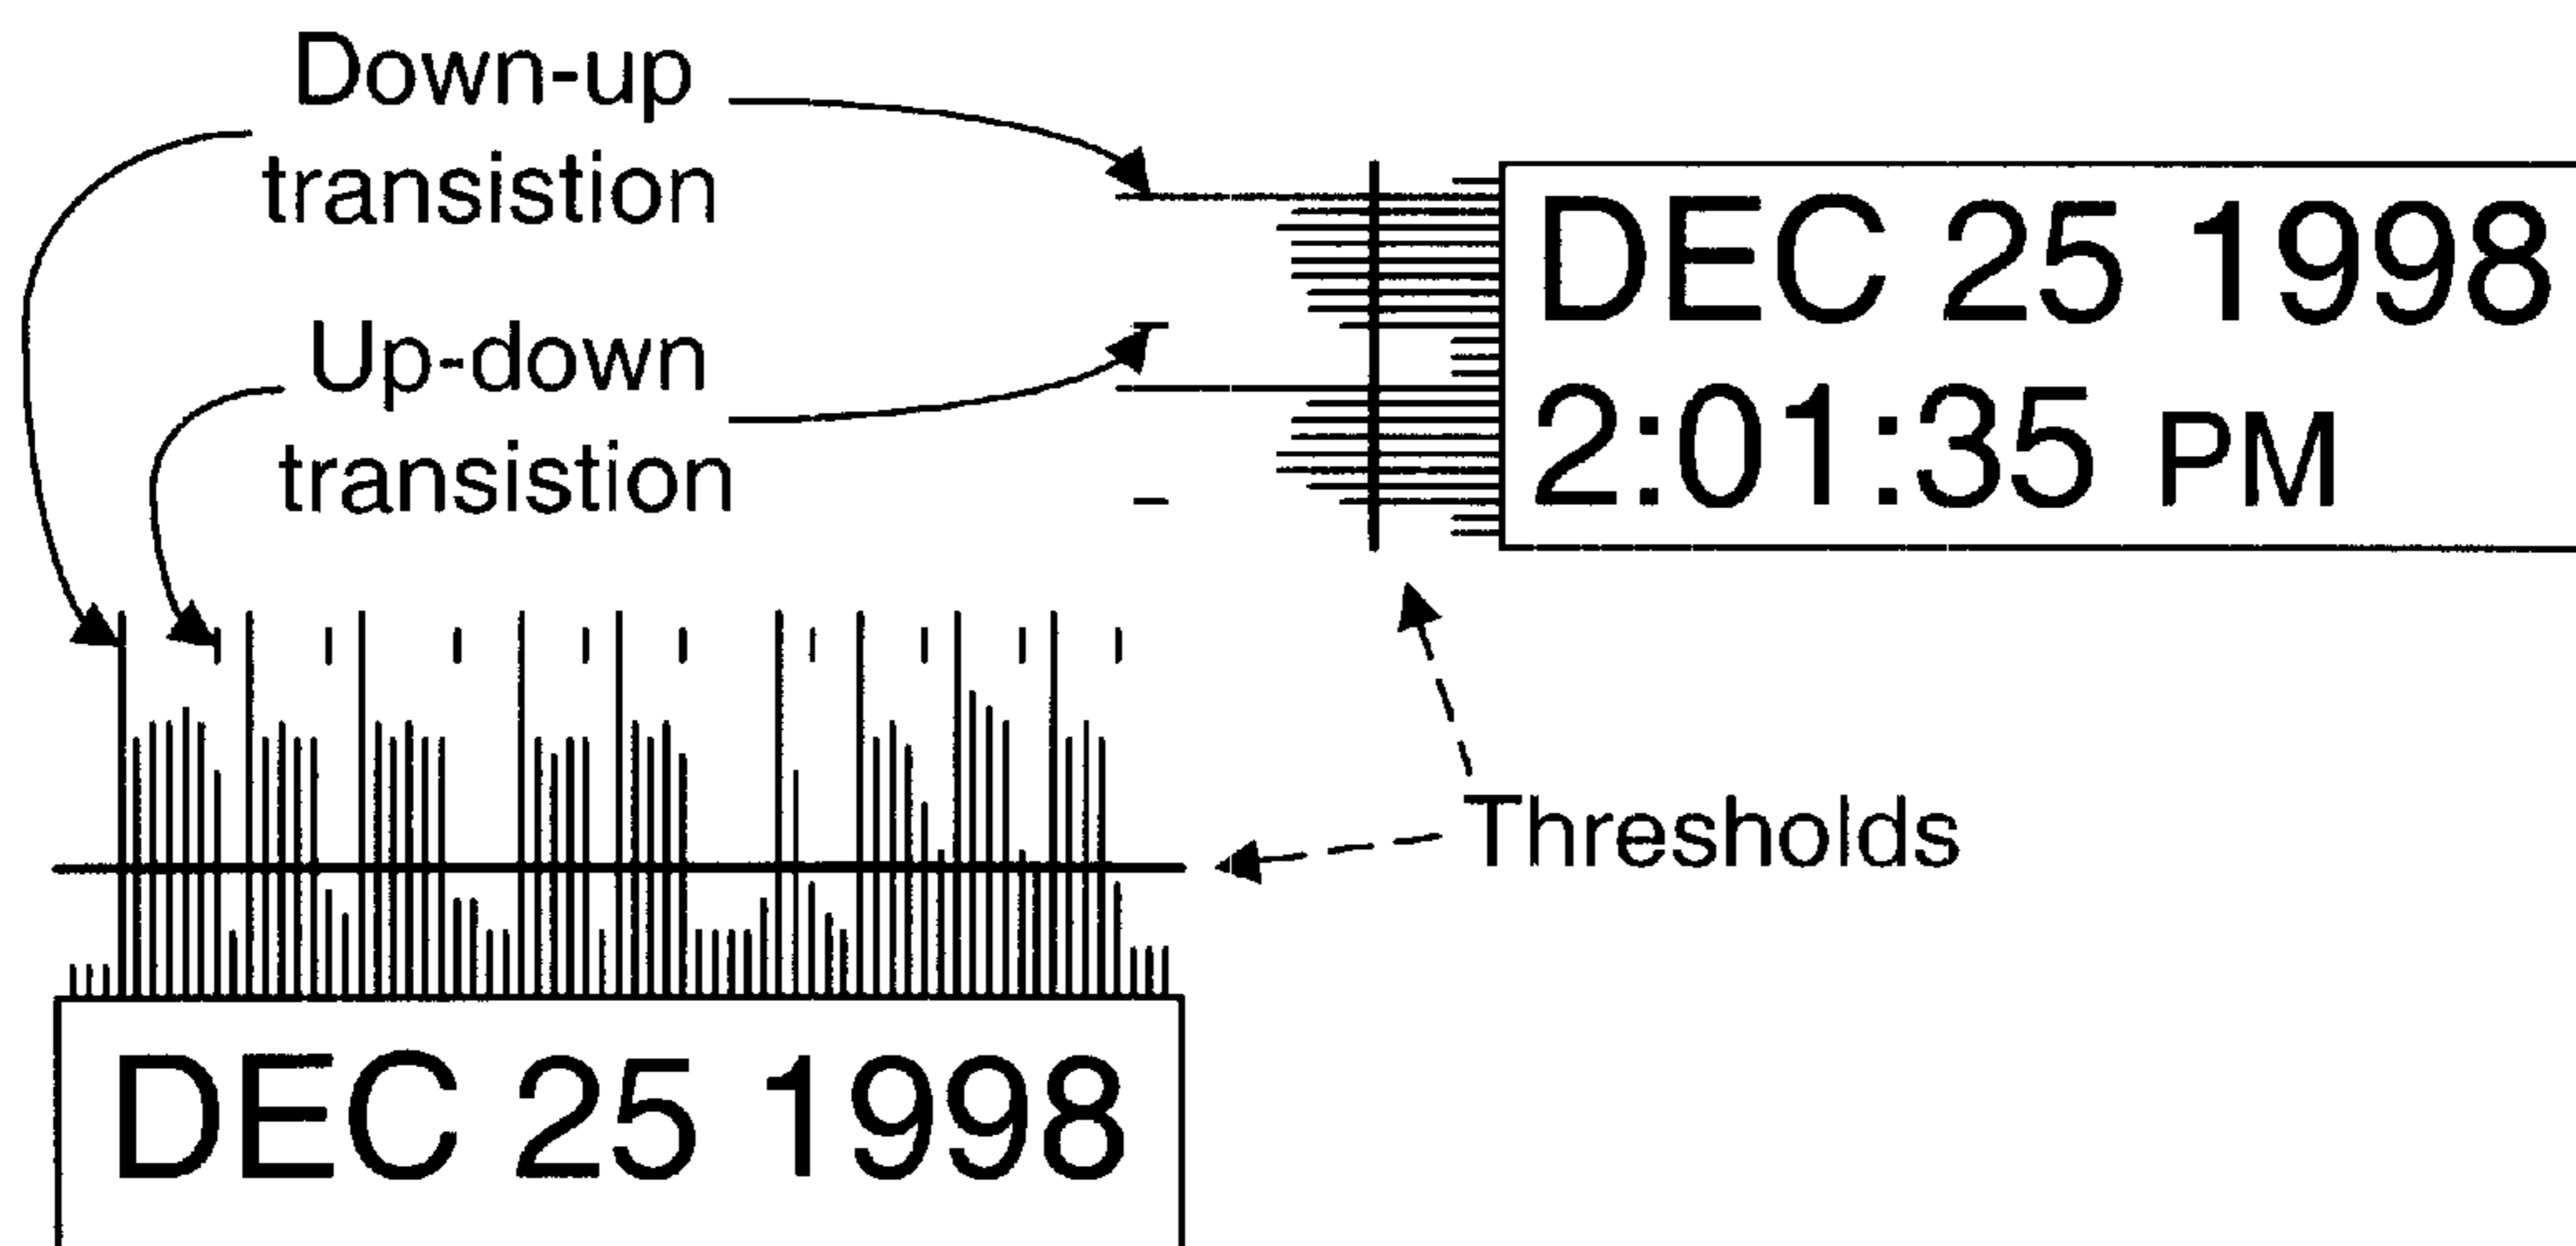 Down-up
transistion
DEC 25 1998
2:01:35 PM
Up-down
transistion
Thresholds
DEC 25 1998